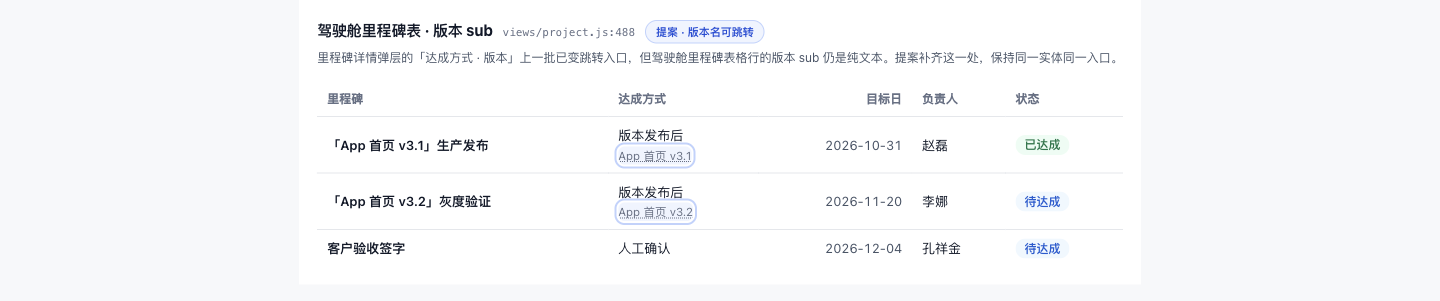 驾驶舱里程碑表 · 版本 sub views/project.js:488 提案 · 版本名可跳转
里程碑详情弹层的「达成方式 · 版本」上一批已变跳转入口，但驾驶舱里程碑表格行的版本 sub 仍是纯文本。提案补齐这一处，保持同一实体同一入口。
里程碑 达成方式 目标日 负责人 状态
「App 首页 v3.1」生产发布 版本发布后 2026-10-31 赵磊 已达成
App 首页 v3.1
「App 首页 v3.2」灰度验证 版本发布后 2026-11-20 李娜 待达成
App 首页 v3.2
客户验收签字 人工确认 2026-12-04 孔祥金 待达成